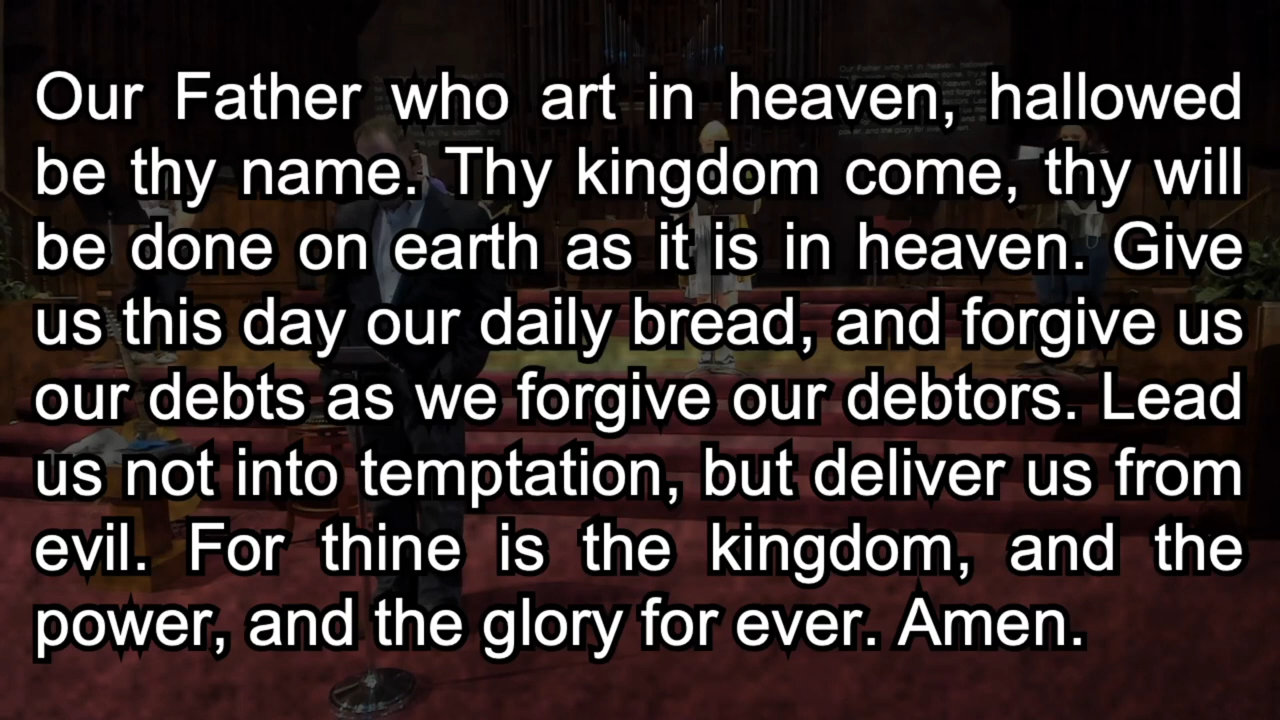 Our Father who art in heaven, hallowed
be thy name. Thy kingdom come, thy will
be done on earth as it is in heaven. Give
us this day our daily bread, and forgive us
our debts as we forgive our debtors. Lead
us not into temptation, but deliver us from
evil. For thine is the kingdom, and the
power, and the glory for ever. Amen.